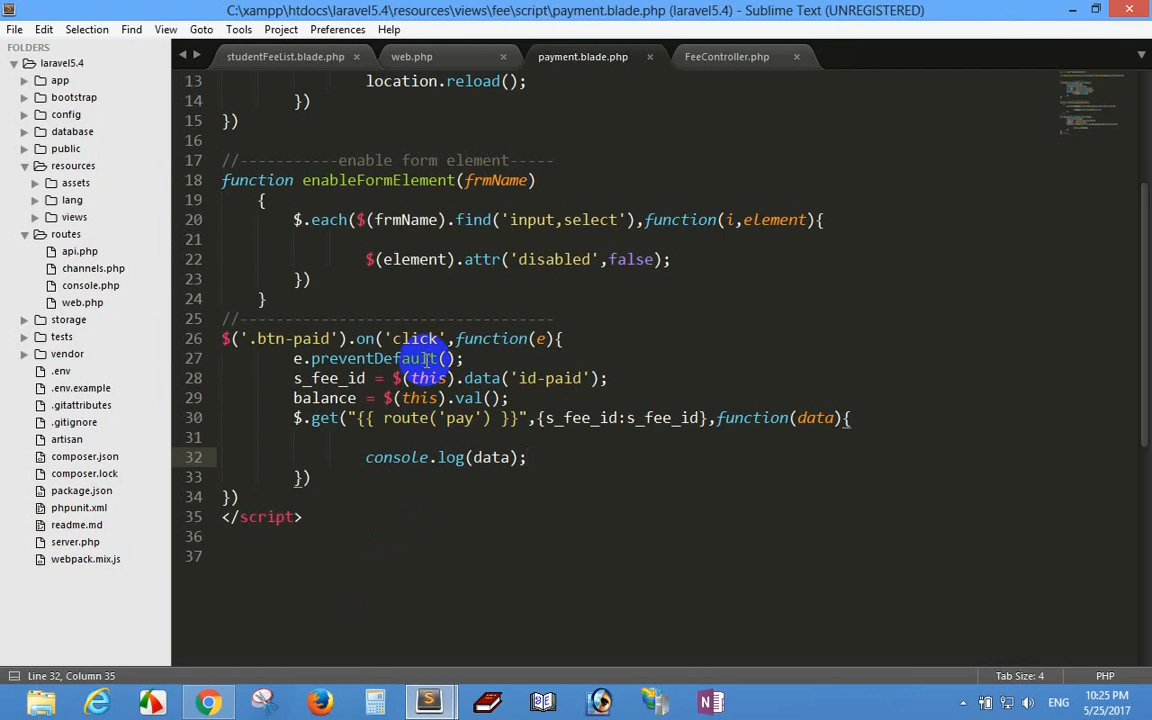 C:\xampp\htdocs\laravel5.4\resources\views\fee\script\payment.blade.php (laravel5.4) - Sublime Text (UNREGISTERED)
File Edit Selection Find View Goto Tools Project Preferences Help
FOLDERS
laravel5.4
app
bootstrap
config
database
public
resources
assets
lang
views
routes
api.php
channels.php
console.php
web.php
storage
tests
vendor
.env
.env.example
.gitattributes
.gitignore
artisan
composer.json
composer.lock
package.json
phpunit.xml
readme.md
server.php
webpack.mix.js
studentFeeList.blade.php × web.php × payment.blade.php × FeeController.php ×
13 location.reload();
14 })
15 })
16
17 //-----------enable form element-----
18 function enableFormElement(frmName)
19 {
20 $.each($(frmName).find('input,select'),function(i,element){
21
22 $(element).attr('disabled',false);
23 })
24 }
25 //-----------------------------------
26 $('.btn-paid').on('click',function(e){
27 e.preventDefault();
28 s_fee_id = $(this).data('id-paid');
29 balance = $(this).val();
30 $.get("{{ route('pay') }}",{s_fee_id:s_fee_id},function(data){
31
32 console.log(data);
33 })
34 })
35 </script>
36
37
Line 32, Column 35 Tab Size: 4 PHP
ENG 10:25 PM
5/25/2017